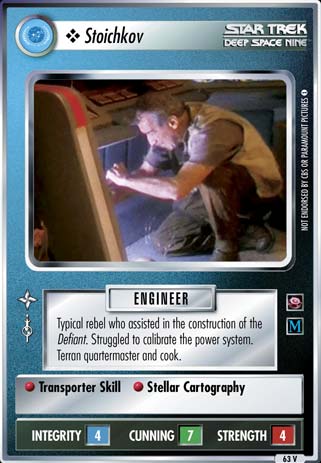 Stoichkov
STAR TREK
DEEP SPACE NINE
NOT ENDORSED BY CBS OR PARAMOUNT PICTURES
ENGINEER
Typical rebel who assisted in the construction of the
Defiant. Struggled to calibrate the power system.
Terran quartermaster and cook.
M
Transporter Skill Stellar Cartography
INTEGRITY 4 CUNNING 7 STRENGTH 4
63 V